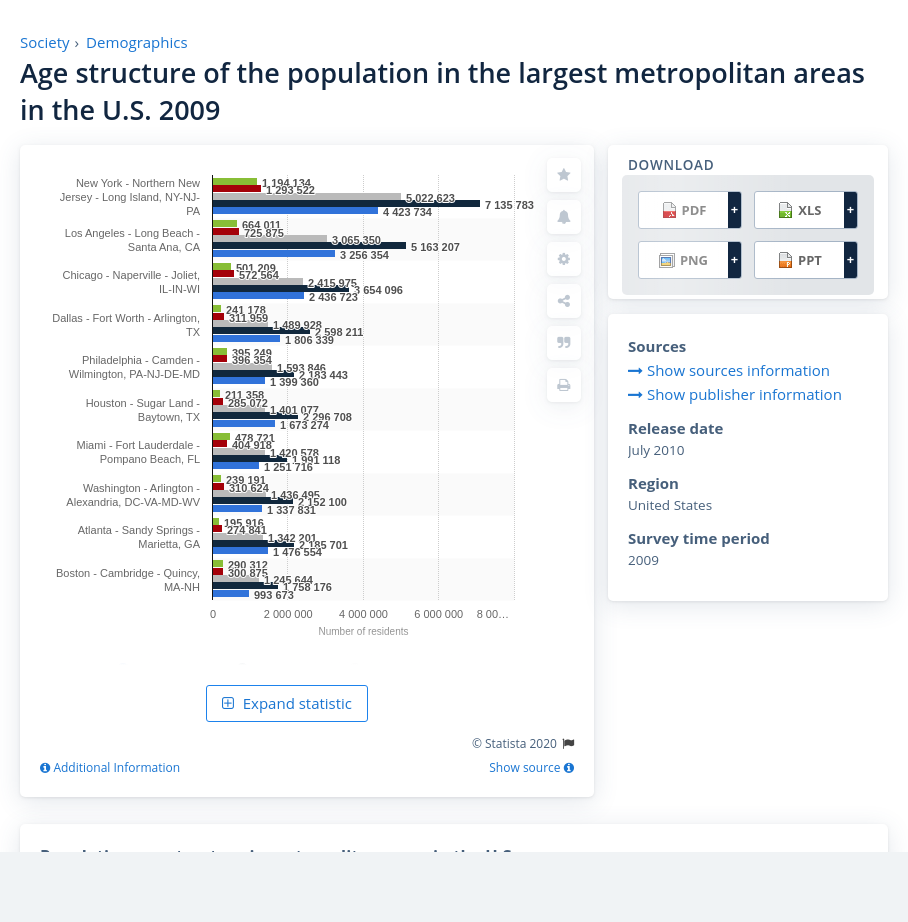 Society › Demographics
Age structure of the population in the largest metropolitan areas
in the U.S. 2009
New York - Northern New
Jersey - Long Island, NY-NJ-
PA
1 194 134
1 293 522
5 022 623
7 135 783
4 423 734
Los Angeles - Long Beach -
Santa Ana, CA
664 011
725 875
3 065 350
5 163 207
3 256 354
Chicago - Naperville - Joliet,
IL-IN-WI
501 209
572 564
2 415 975
3 654 096
2 436 723
Dallas - Fort Worth - Arlington,
TX
241 178
311 959
1 489 928
2 598 211
1 806 339
Philadelphia - Camden -
Wilmington, PA-NJ-DE-MD
395 249
396 354
1 593 846
2 183 443
1 399 360
Houston - Sugar Land -
Baytown, TX
211 358
285 072
1 401 077
2 296 708
1 673 274
Miami - Fort Lauderdale -
Pompano Beach, FL
478 721
404 918
1 420 578
1 991 118
1 251 716
Washington - Arlington -
Alexandria, DC-VA-MD-WV
239 191
310 624
1 436 495
2 152 100
1 337 831
Atlanta - Sandy Springs -
Marietta, GA
195 916
274 841
1 342 201
2 185 701
1 476 554
Boston - Cambridge - Quincy,
MA-NH
290 312
300 875
1 245 644
1 758 176
993 673
0 2 000 000 4 000 000 6 000 000 8 00…
Number of residents
Expand statistic
© Statista 2020
Additional Information
Show source
DOWNLOAD
PDF +
XLS +
PNG +
PPT +
Sources
Show sources information
Show publisher information
Release date
July 2010
Region
United States
Survey time period
2009